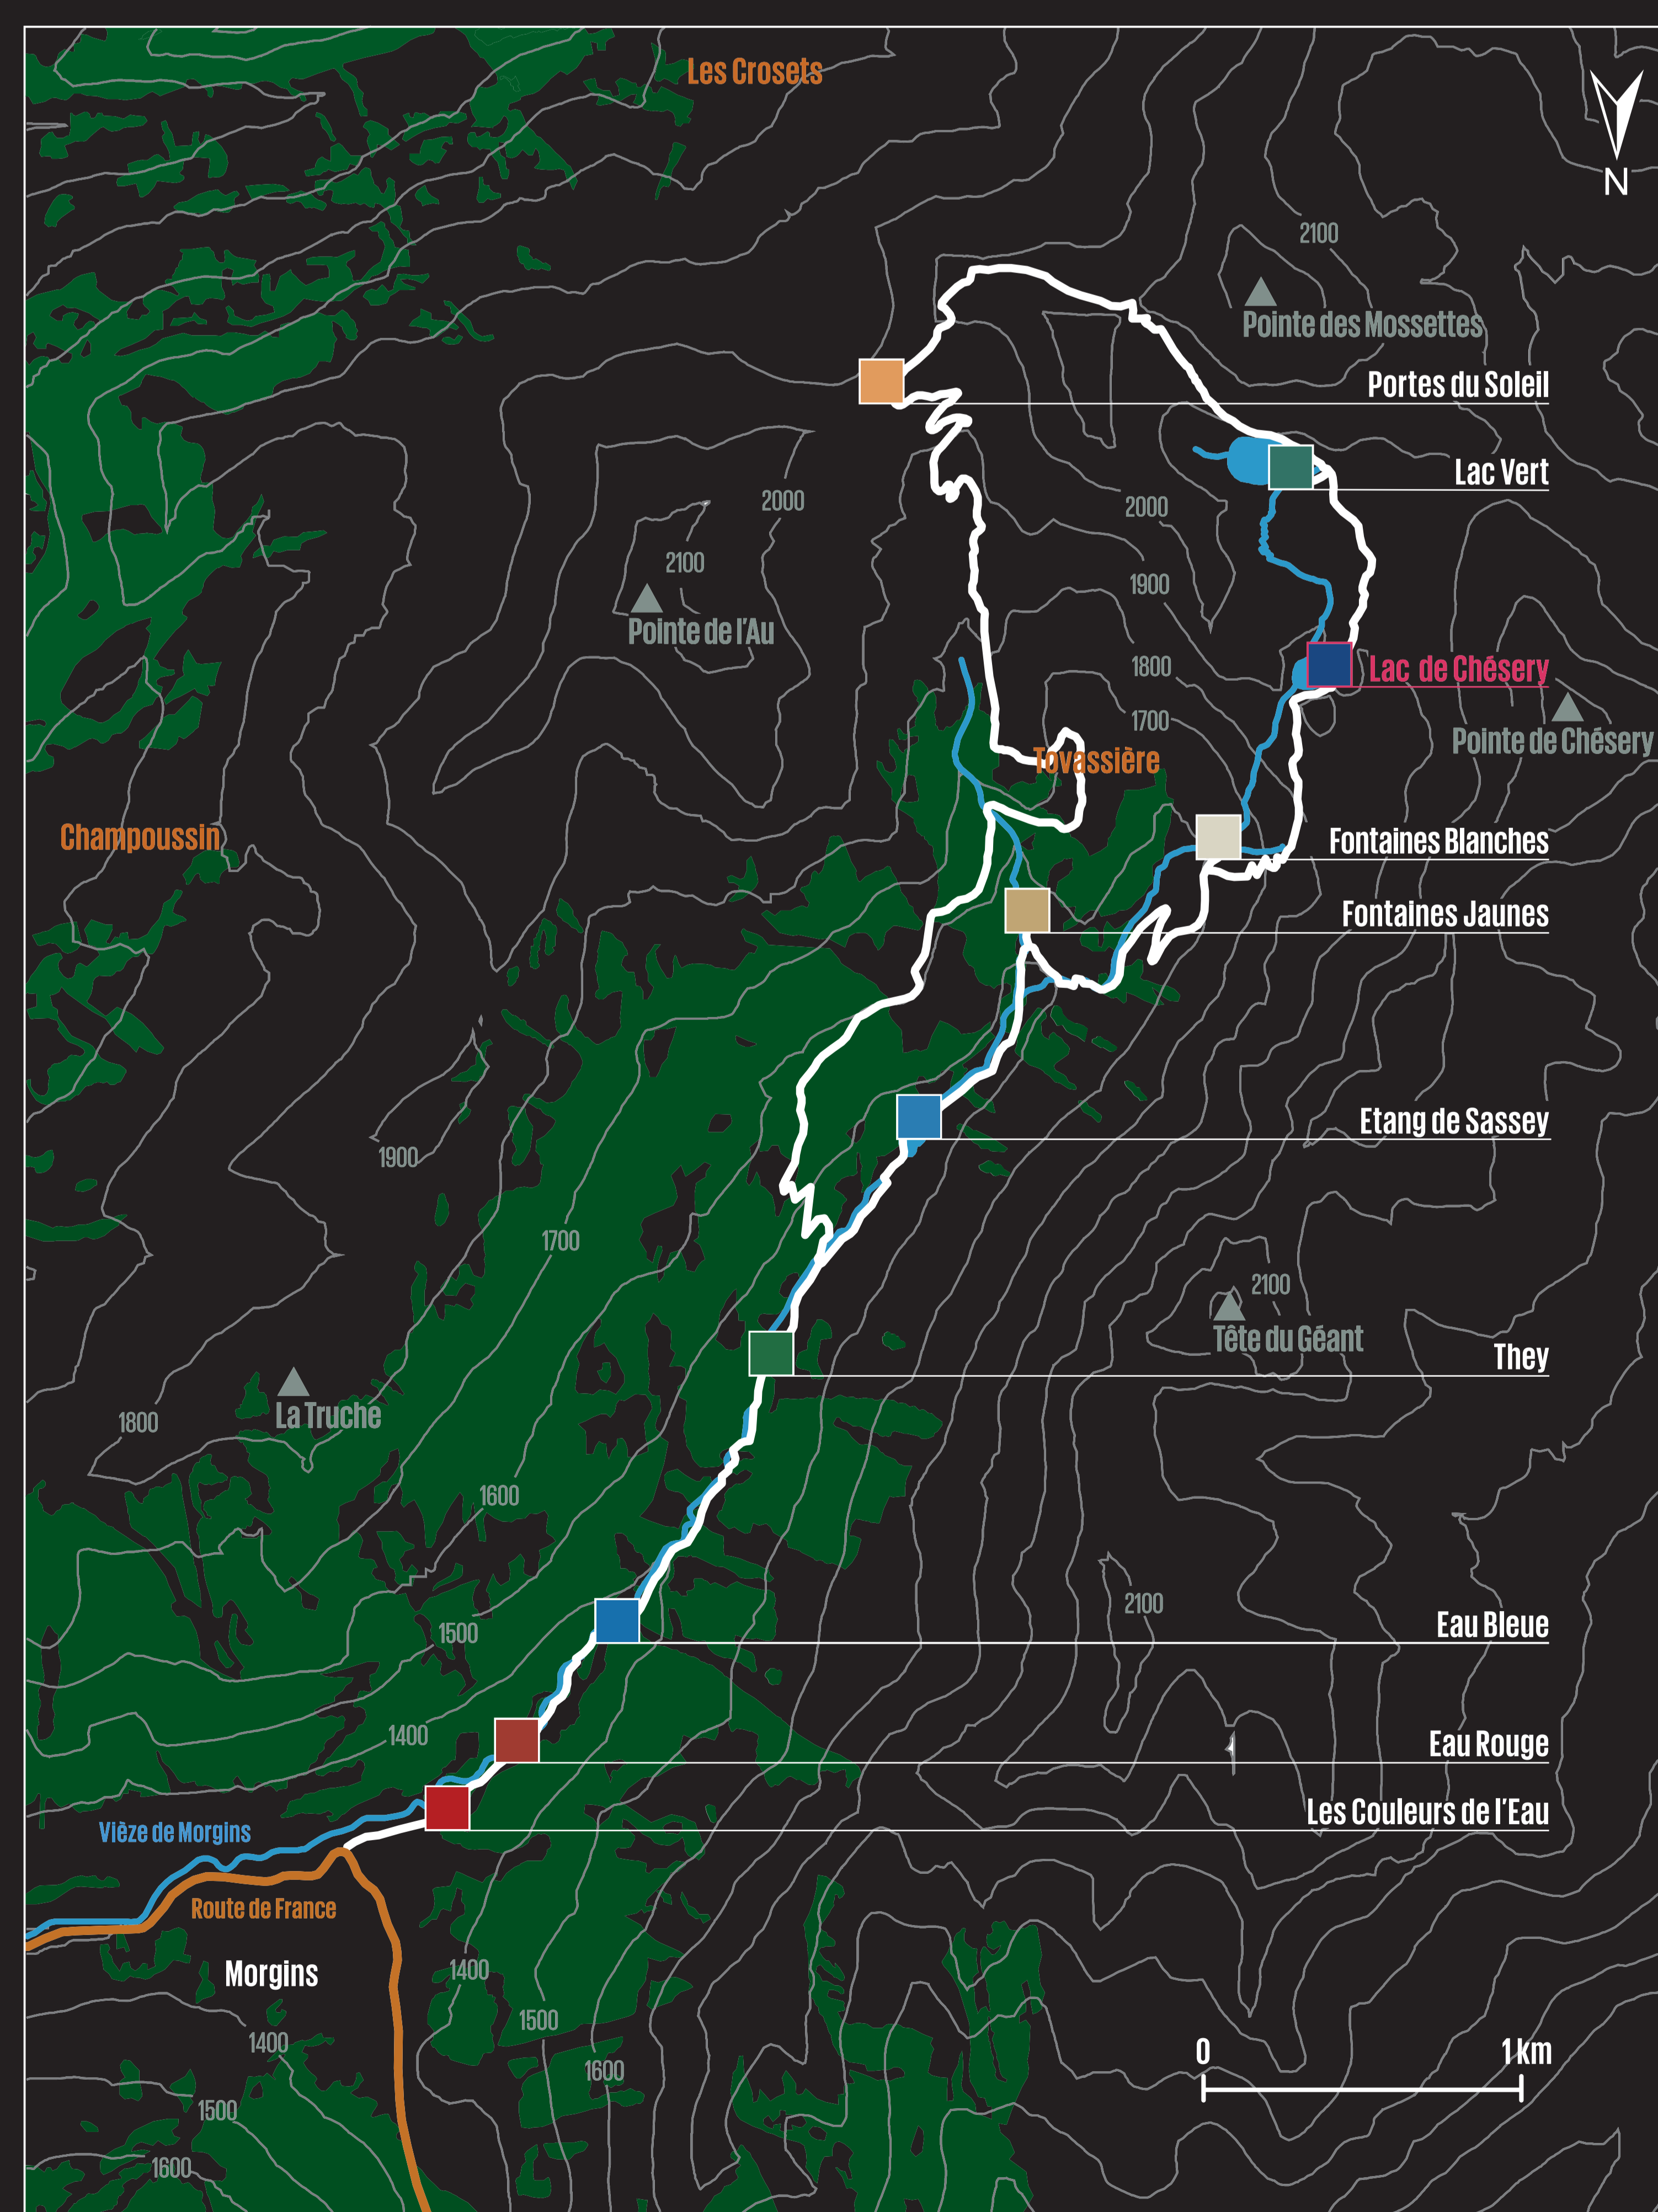 Les Crosets
N
2100
Pointe des Mossettes
Portes du Soleil
Lac Vert
2000
2000
2100
1900
Pointe de l'Au
1800
Lac de Chésery
1700
Pointe de Chésery
Tovassière
Champoussin
Fontaines Blanches
Fontaines Jaunes
Etang de Sassey
1900
1700
2100
Tête du Géant
They
La Truche
1800
1600
2100
Eau Bleue
1500
1400
Eau Rouge
Les Couleurs de l'Eau
Vièze de Morgins
Route de France
Morgins
1400
1500
1400
0 1 km
1600
1500
1600